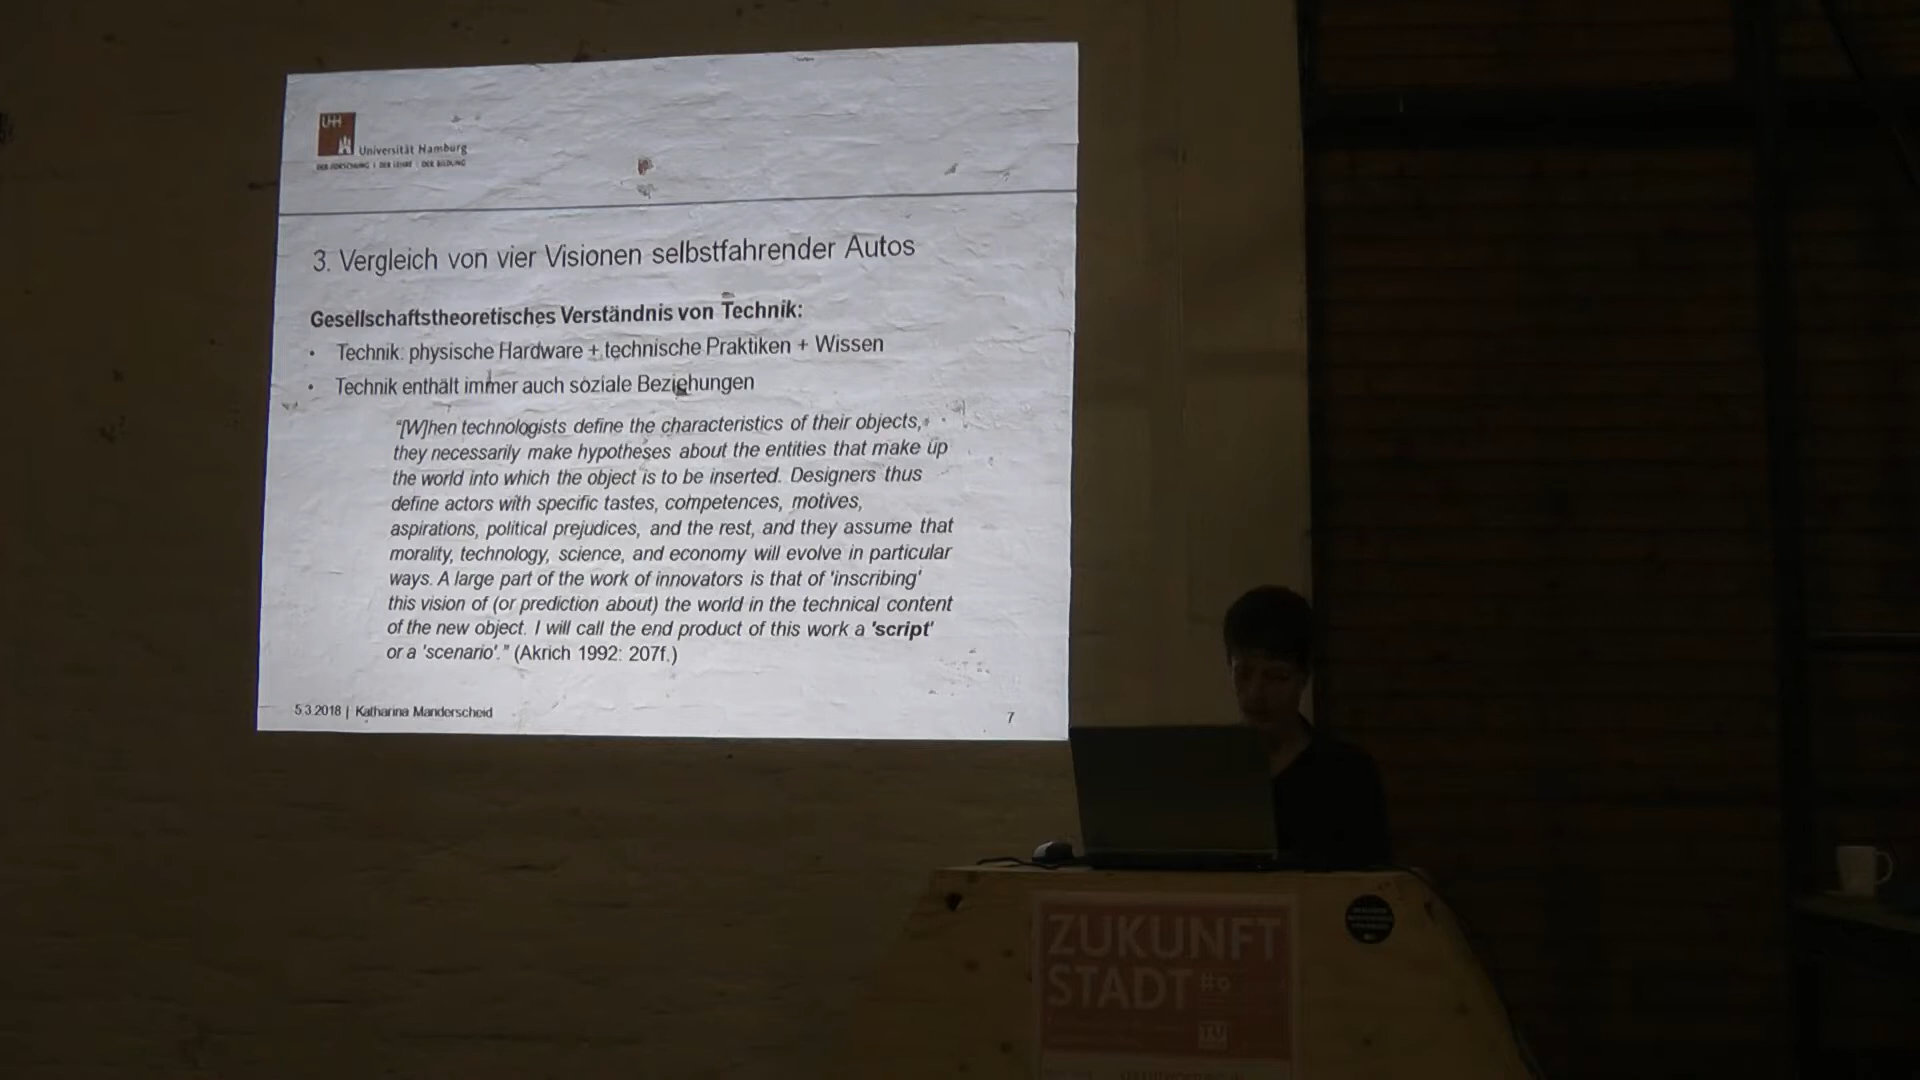 UHH
Universität Hamburg
DER FORSCHUNG | DER LEHRE | DER BILDUNG
3. Vergleich von vier Visionen selbstfahrender Autos
Gesellschaftstheoretisches Verständnis von Technik:
• Technik: physische Hardware + technische Praktiken + Wissen
• Technik enthält immer auch soziale Beziehungen
“[W]hen technologists define the characteristics of their objects,
they necessarily make hypotheses about the entities that make up
the world into which the object is to be inserted. Designers thus
define actors with specific tastes, competences, motives,
aspirations, political prejudices, and the rest, and they assume that
morality, technology, science, and economy will evolve in particular
ways. A large part of the work of innovators is that of 'inscribing'
this vision of (or prediction about) the world in the technical content
of the new object. I will call the end product of this work a 'script'
or a 'scenario'.” (Akrich 1992: 207f.)
5.3.2018 | Katharina Manderscheid
7
ZUKUNFT
STADT #9
TU